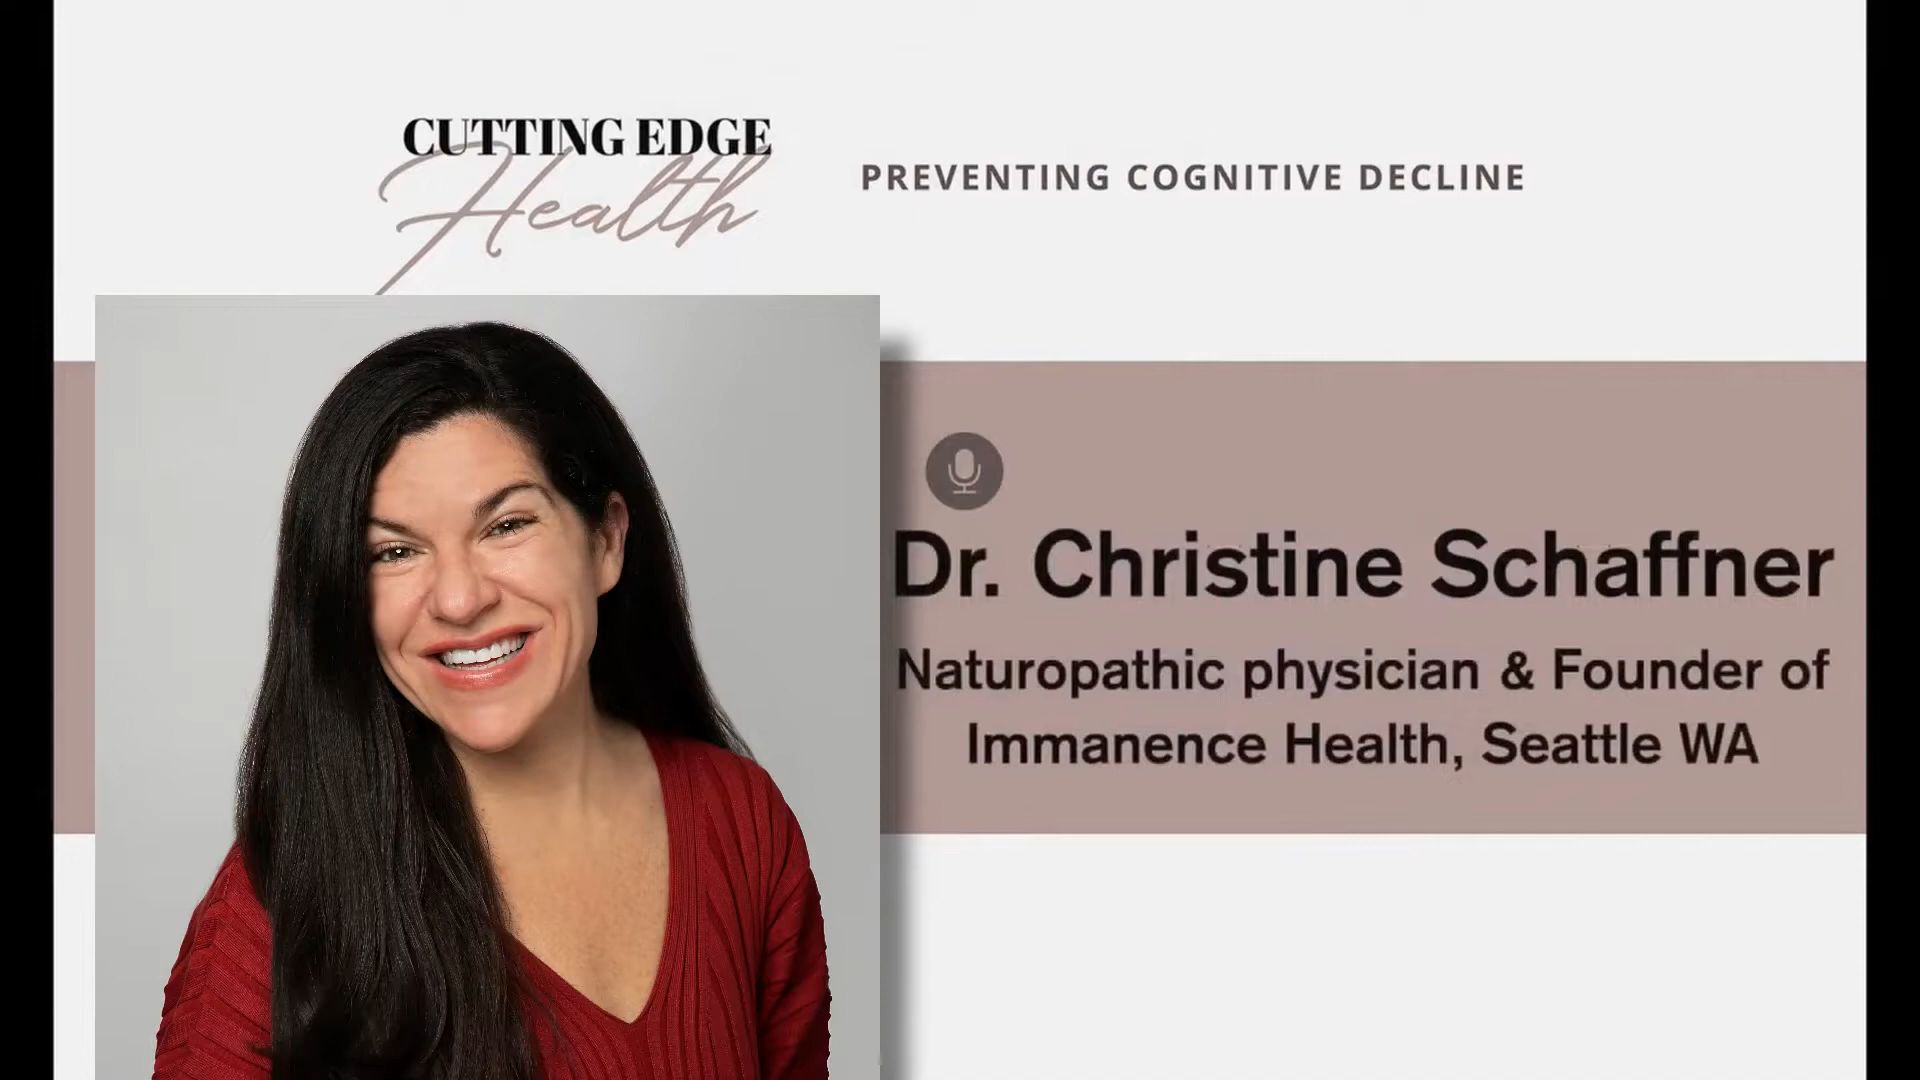 CUTTING EDGE
Health
PREVENTING COGNITIVE DECLINE
Dr. Christine Schaffner
Naturopathic physician & Founder of
Immanence Health, Seattle WA